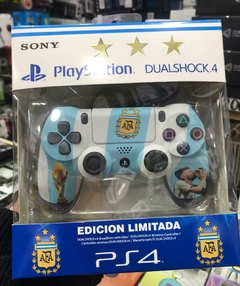 SONY
PlayStation
DUALSHOCK 4
AFA
EDICION LIMITADA
AFA
PS4
AFA